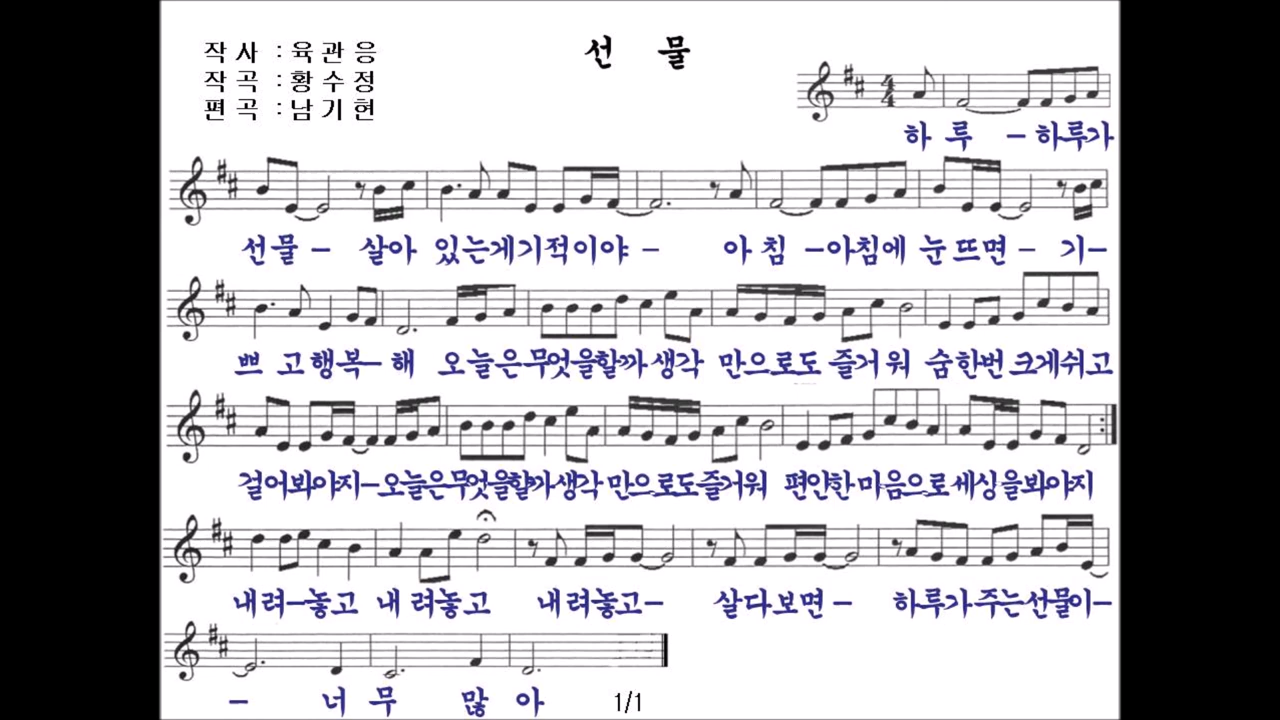 선 물
작 사 : 육 관 응
작 곡 : 황 수 정
편 곡 : 남 기 현
4
4
하 루 - 하루가
선물 - 살아 있는게기적이야 - 아 침 -아침에 눈 뜨면 - 기-
쁘 고 행 복- 해 오늘은무엇을할까 생각 만으로도 즐거워 숨한번 크게쉬고
걸어봐야지-오늘은무엇을할까생각 만으로도즐거워 편안한 마음으로 세상을봐야지
내 려-놓고 내 려놓고 내려놓고- 살다보면 - 하루가 주는 선물이-
- 너 무 많 아
1/1